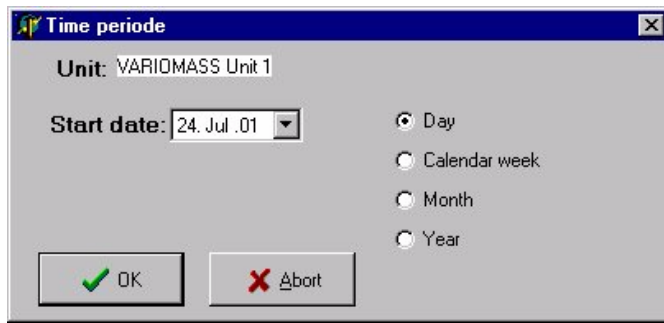 Time periode
Unit: VARIOMASS Unit 1
Start date: 24. Jul .01
Day
Calendar week
Month
Year
OK
Abort